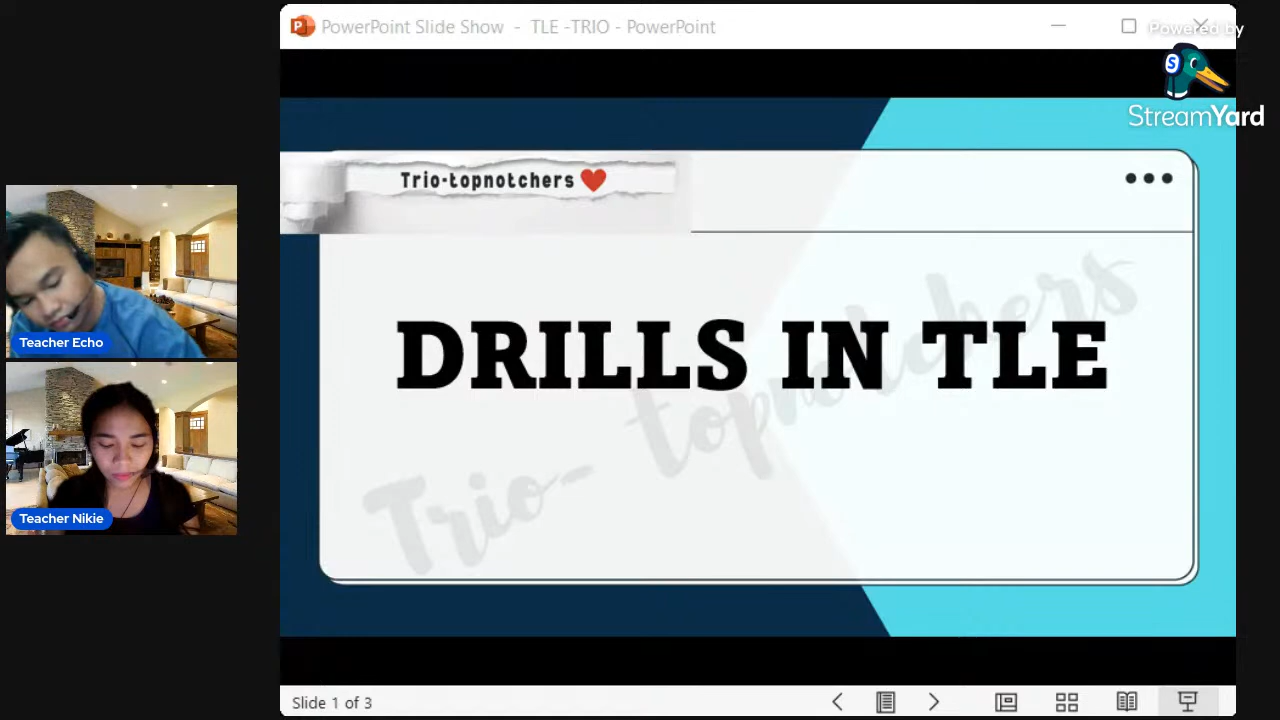 PowerPoint Slide Show - TLE -TRIO - PowerPoint
Powered by
StreamYard
Trio-topnotchers
DRILLS IN TLE
Trio- topnotchers
Teacher Echo
Teacher Nikie
Slide 1 of 3